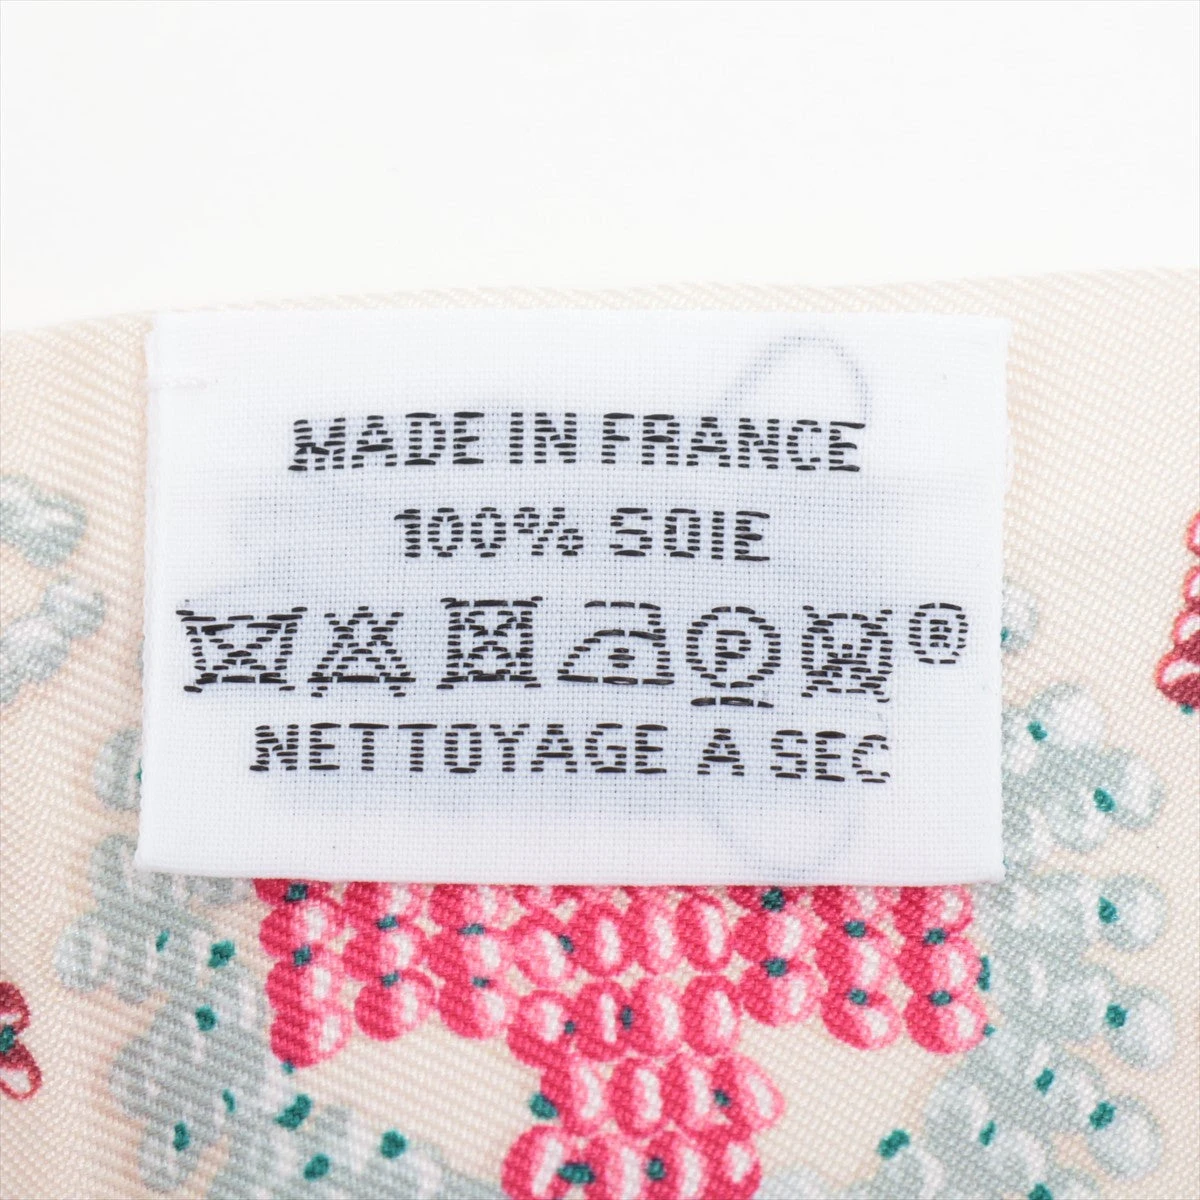 MADE IN FRANCE
100% SOIE
P ®
NETTOYAGE A SEC